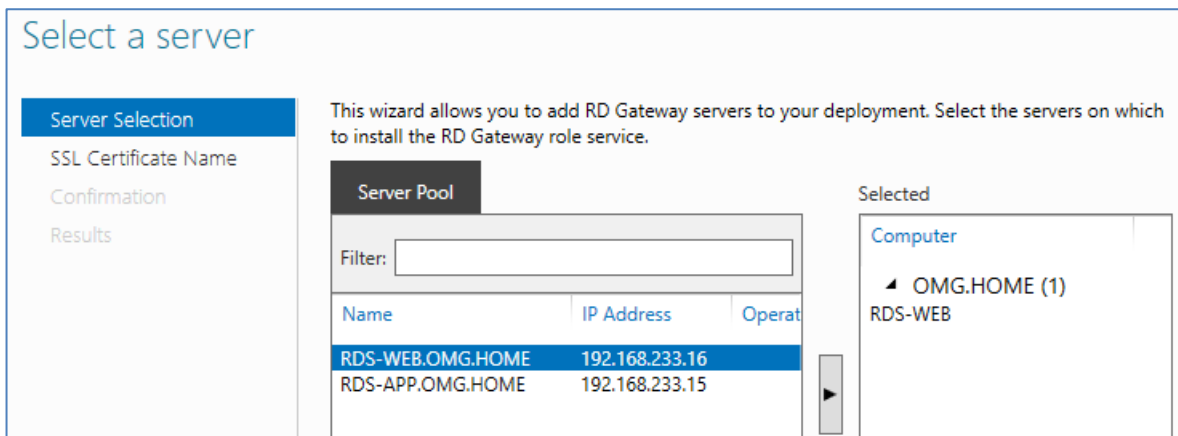 Select a server
Server Selection
SSL Certificate Name
Confirmation
Results
This wizard allows you to add RD Gateway servers to your deployment. Select the servers on which
to install the RD Gateway role service.
Server Pool
Filter:
Name IP Address Operat
RDS-WEB.OMG.HOME 192.168.233.16
RDS-APP.OMG.HOME 192.168.233.15
Selected
Computer
OMG.HOME (1)
RDS-WEB